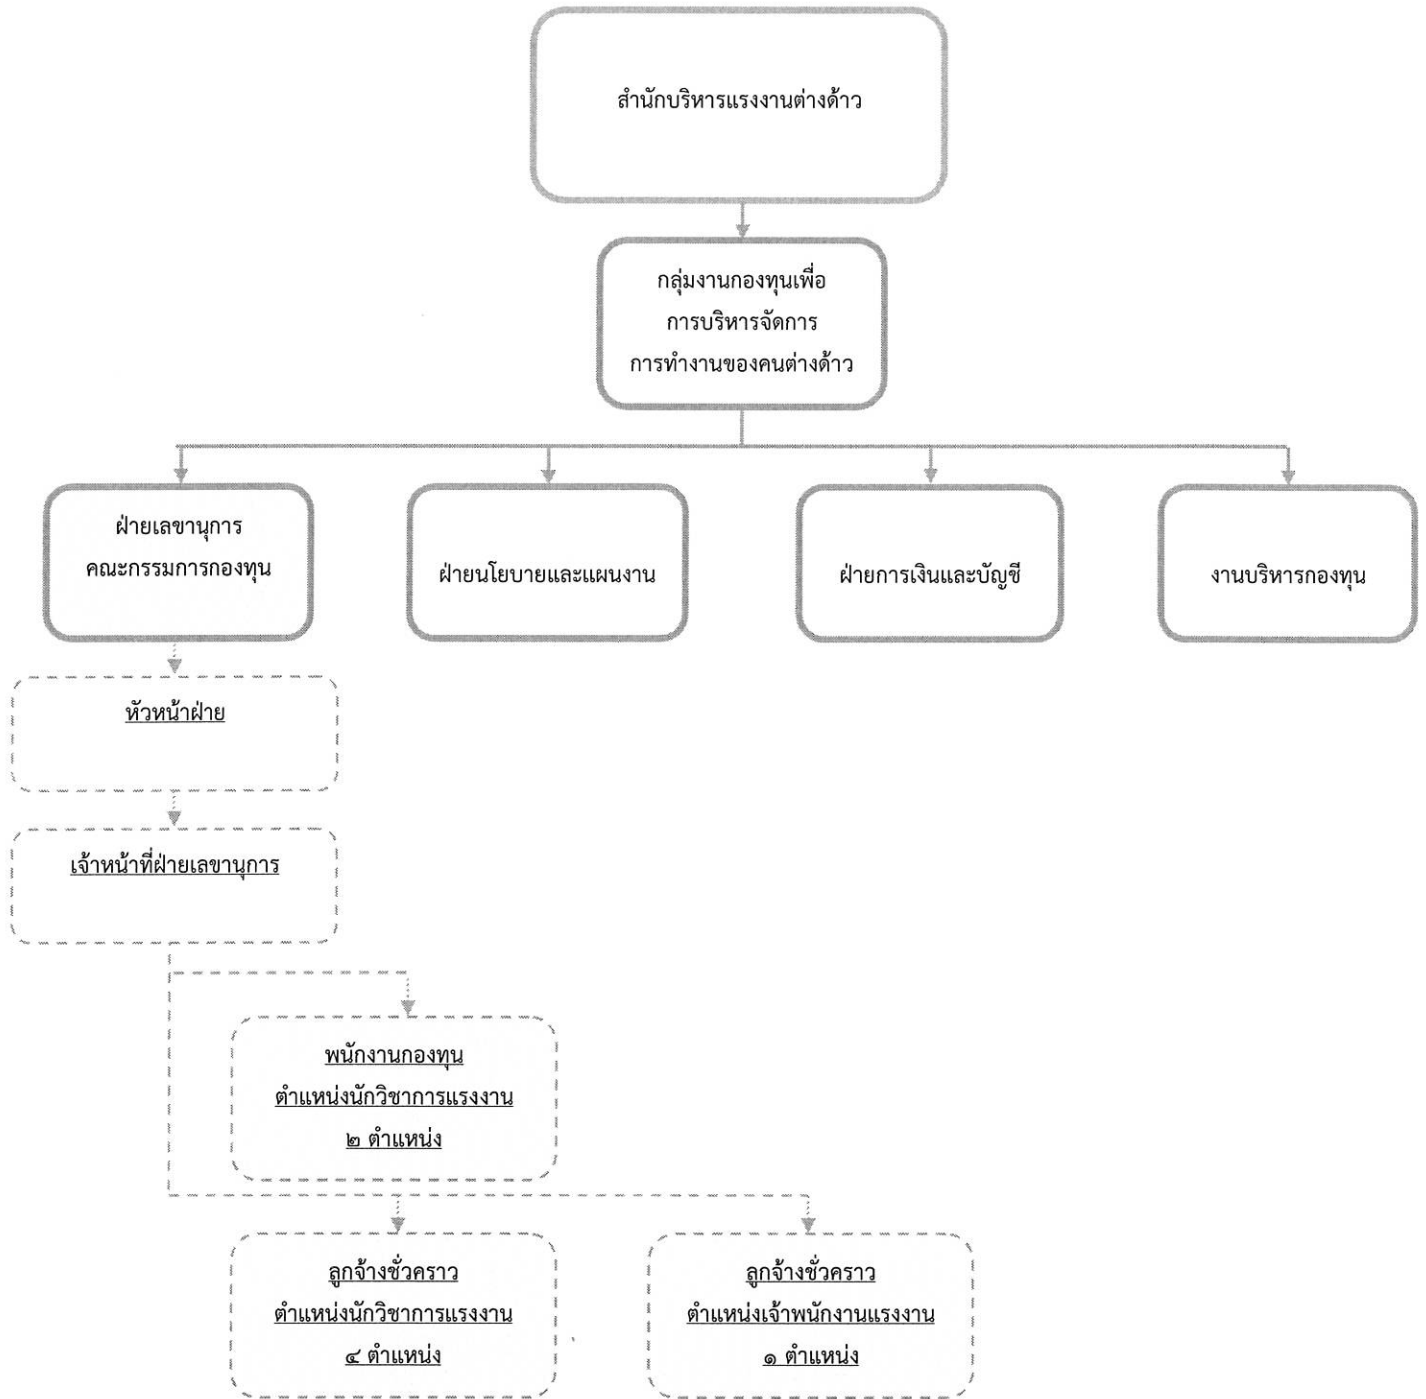 สำนักบริหารแรงงานต่างด้าว
กลุ่มงานกองทุนเพื่อ
การบริหารจัดการ
การทำงานของคนต่างด้าว
ฝ่ายเลขานุการ
คณะกรรมการกองทุน
ฝ่ายนโยบายและแผนงาน
ฝ่ายการเงินและบัญชี
งานบริหารกองทุน
หัวหน้าฝ่าย
เจ้าหน้าที่ฝ่ายเลขานุการ
พนักงานกองทุน
ตำแหน่งนักวิชาการแรงงาน
๒ ตำแหน่ง
ลูกจ้างชั่วคราว
ตำแหน่งนักวิชาการแรงงาน
๔ ตำแหน่ง
ลูกจ้างชั่วคราว
ตำแหน่งเจ้าพนักงานแรงงาน
๑ ตำแหน่ง